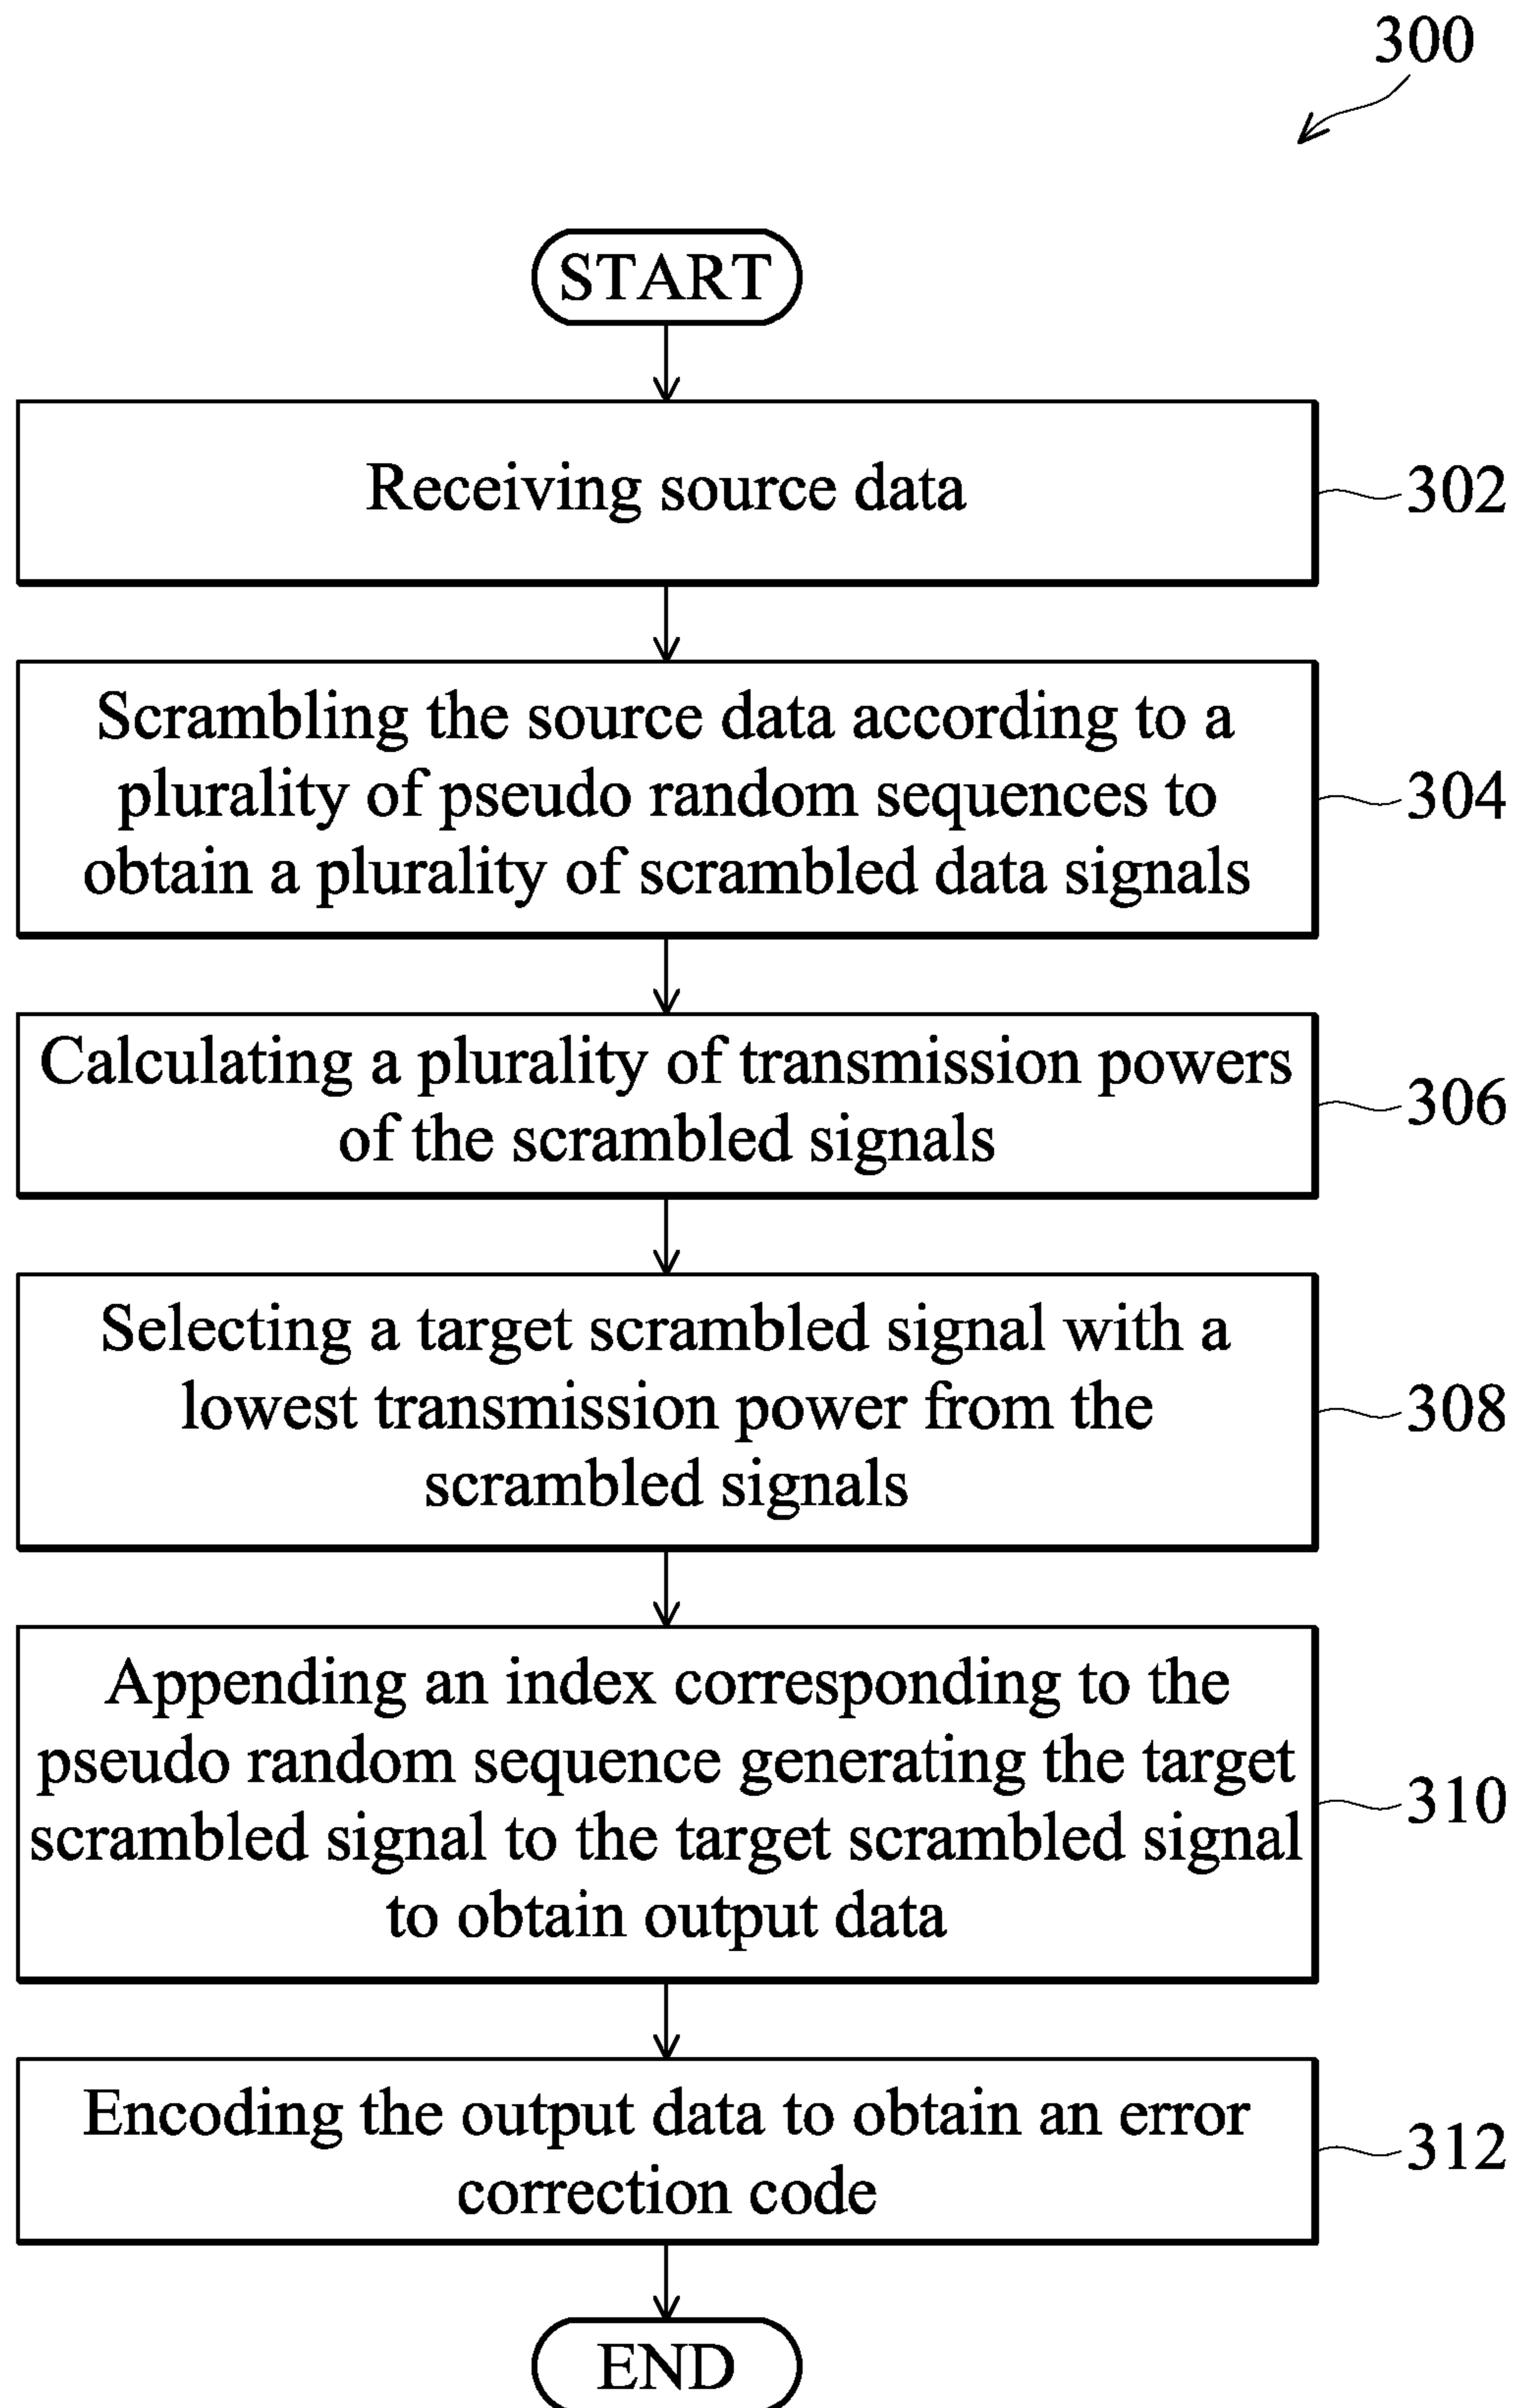 300
START
Receiving source data
302
Scrambling the source data according to a
plurality of pseudo random sequences to
obtain a plurality of scrambled data signals
304
Calculating a plurality of transmission powers
of the scrambled signals
306
Selecting a target scrambled signal with a
lowest transmission power from the
scrambled signals
308
Appending an index corresponding to the
pseudo random sequence generating the target
scrambled signal to the target scrambled signal
to obtain output data
310
Encoding the output data to obtain an error
correction code
312
END